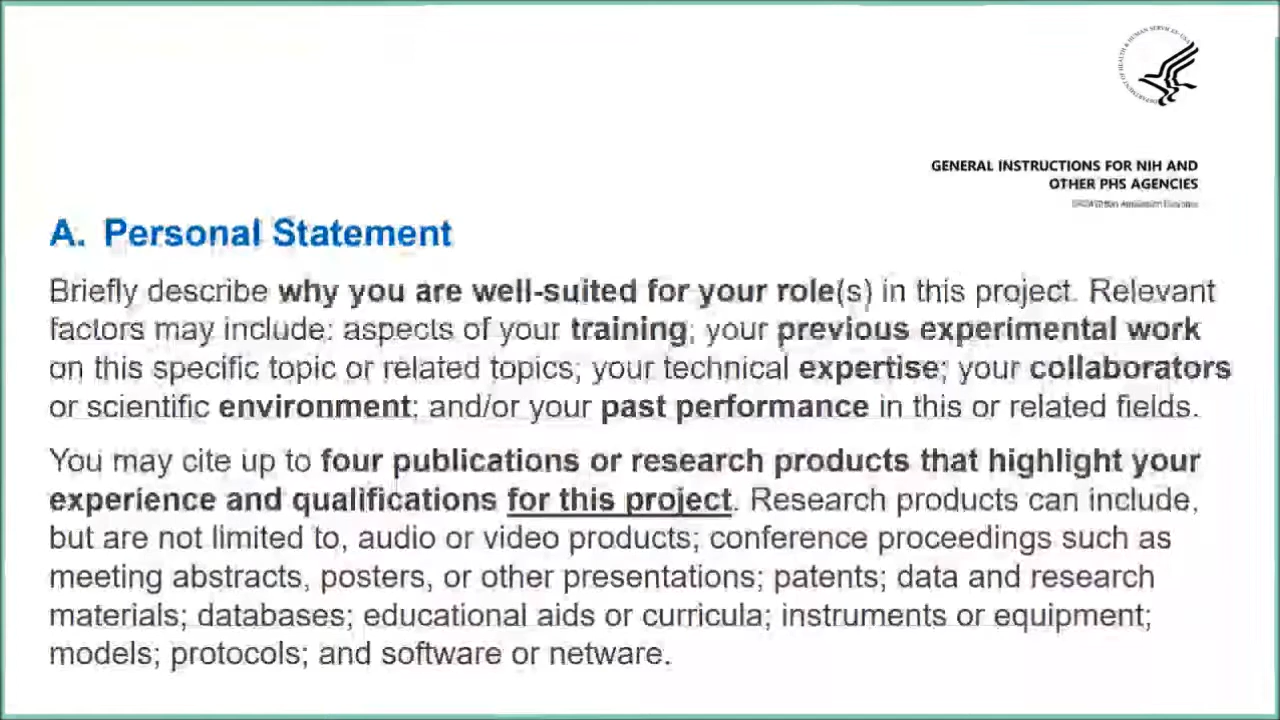 GENERAL INSTRUCTIONS FOR NIH AND
OTHER PHS AGENCIES
A. Personal Statement
Briefly describe why you are well-suited for your role(s) in this project. Relevant
factors may include: aspects of your training; your previous experimental work
on this specific topic or related topics; your technical expertise; your collaborators
or scientific environment; and/or your past performance in this or related fields.
You may cite up to four publications or research products that highlight your
experience and qualifications for this project. Research products can include,
but are not limited to, audio or video products; conference proceedings such as
meeting abstracts, posters, or other presentations; patents; data and research
materials; databases; educational aids or curricula; instruments or equipment;
models; protocols; and software or netware.